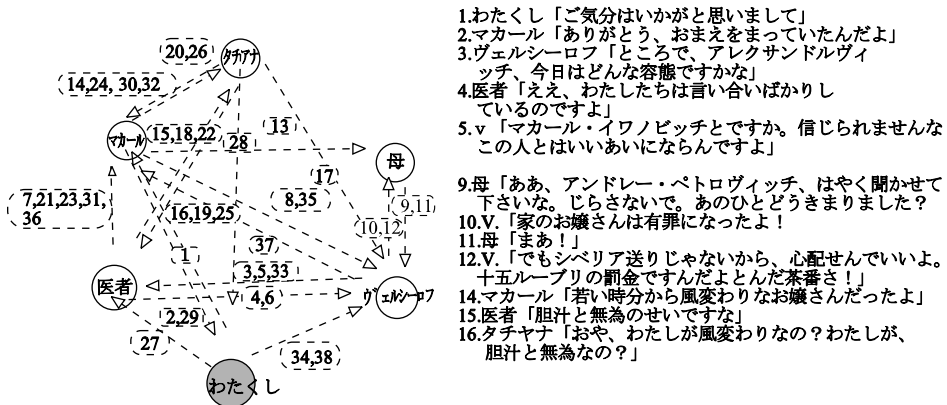 20,26
タチアナ
14,24, 30,32
15,18,22
28
13
マカール
母
17
7,21,23,31,
36
16,19,25
8,35
9,11
10,12
1
37
3,5,33
医者
4,6
ヴェルシーロフ
2,29
27
34,38
わたくし
1.わたくし「ご気分はいかがと思いまして」
2.マカール「ありがとう、おまえをまっていたんだよ」
3.ヴェルシーロフ「ところで、アレクサンドルヴィ
ッチ、今日はどんな容態ですかな」
4.医者「ええ、わたしたちは言い合いばかりし
ているのですよ」
5.ｖ「マカール・イワノビッチとですか。信じられませんな
この人とはいいあいにならんですよ」
9.母「ああ、アンドレー・ペトロヴィッチ、はやく聞かせて
下さいな。じらさないで。あのひとどうきまりました？
10.V.「家のお嬢さんは有罪になったよ！
11.母「まあ！」
12.V.「でもシベリア送りじゃないから、心配せんでいいよ。
十五ルーブリの罰金ですんだよとんだ茶番さ！」
14.マカール「若い時分から風変わりなお嬢さんだったよ」
15.医者「胆汁と無為のせいですな」
16.タチヤナ「おや、わたしが風変わりなの？わたしが、
胆汁と無為なの？」